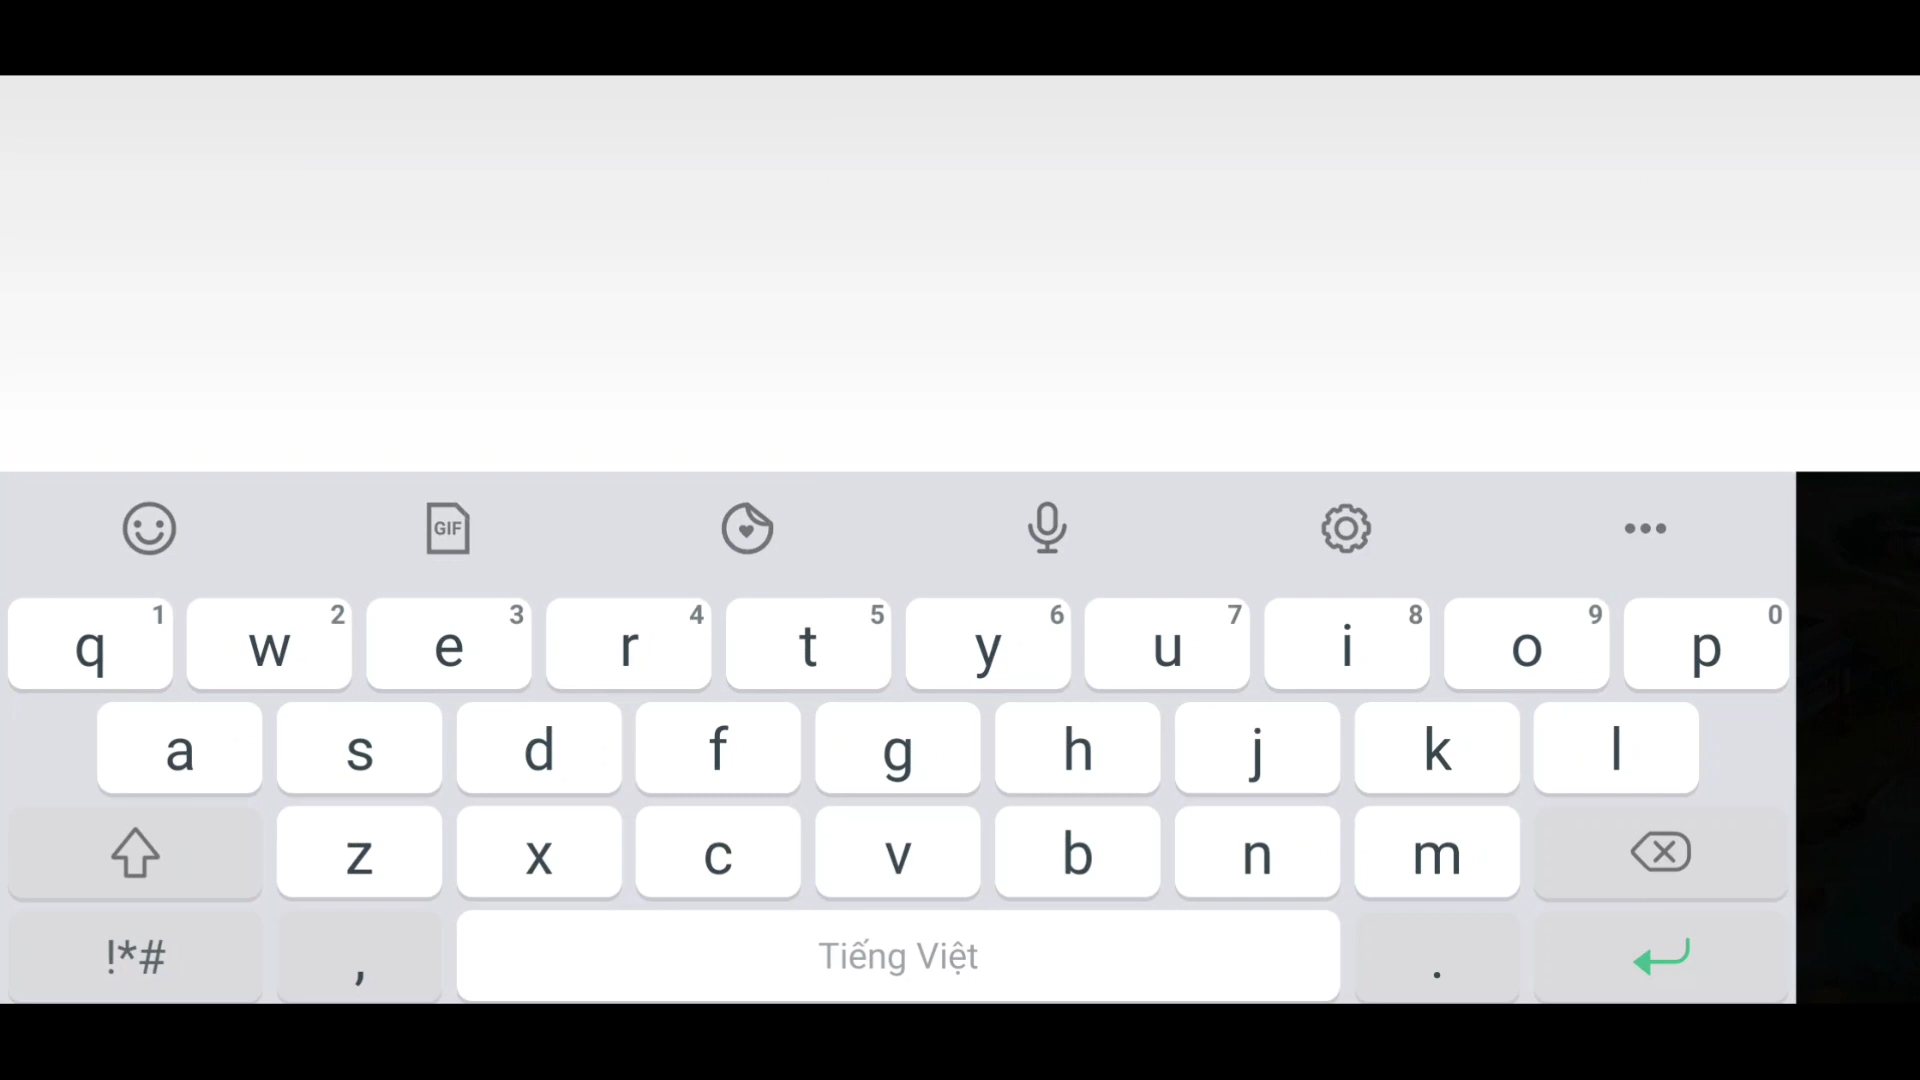 GIF
q 1 w 2 e 3 r 4 t 5 y 6 u 7 i 8 o 9 p 0
a s d f g h j k l
z x c v b n m
!*# , Tiếng Việt .